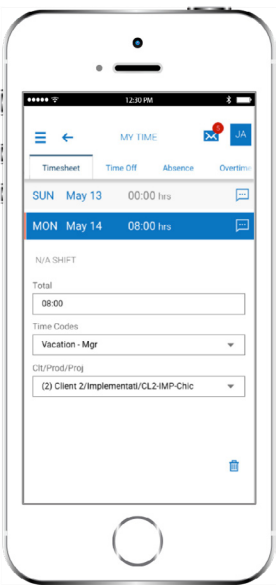 12:30 PM
MY TIME
5
JA
Timesheet Time Off Absence Overtime
SUN May 13 00:00 hrs
MON May 14 08:00 hrs
N/A SHIFT
Total
08:00
Time Codes
Vacation - Mgr
Clt/Prod/Proj
(2) Client 2/Implementati/CL2-IMP-Chic